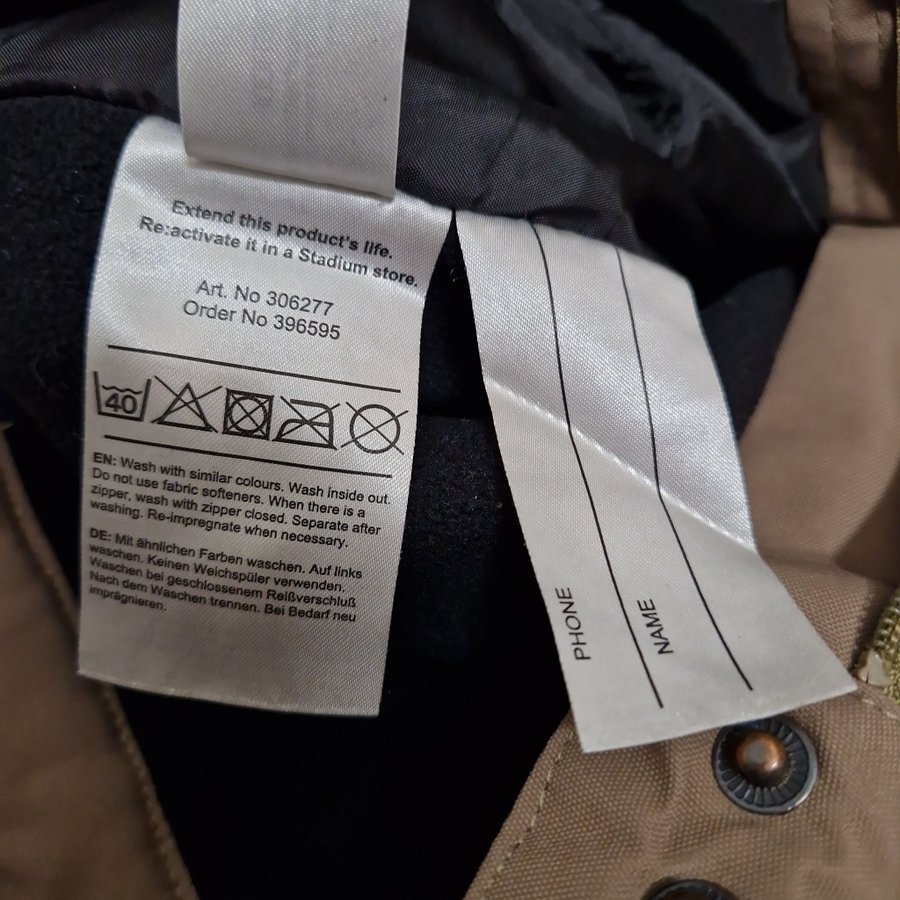 Extend this product's life.
Re:activate it in a Stadium store.
Art. No 306277
Order No 396595
40
EN: Wash with similar colours. Wash inside out.
Do not use fabric softeners. When there is a
zipper, wash with zipper closed. Separate after
washing. Re-impregnate when necessary.
DE: Mit ähnlichen Farben waschen. Auf links
waschen. Keinen Weichspüler verwenden.
Waschen bei geschlossenem Reißverschluß
Nach dem Waschen trennen. Bei Bedarf neu
imprägnieren.
PHONE
NAME